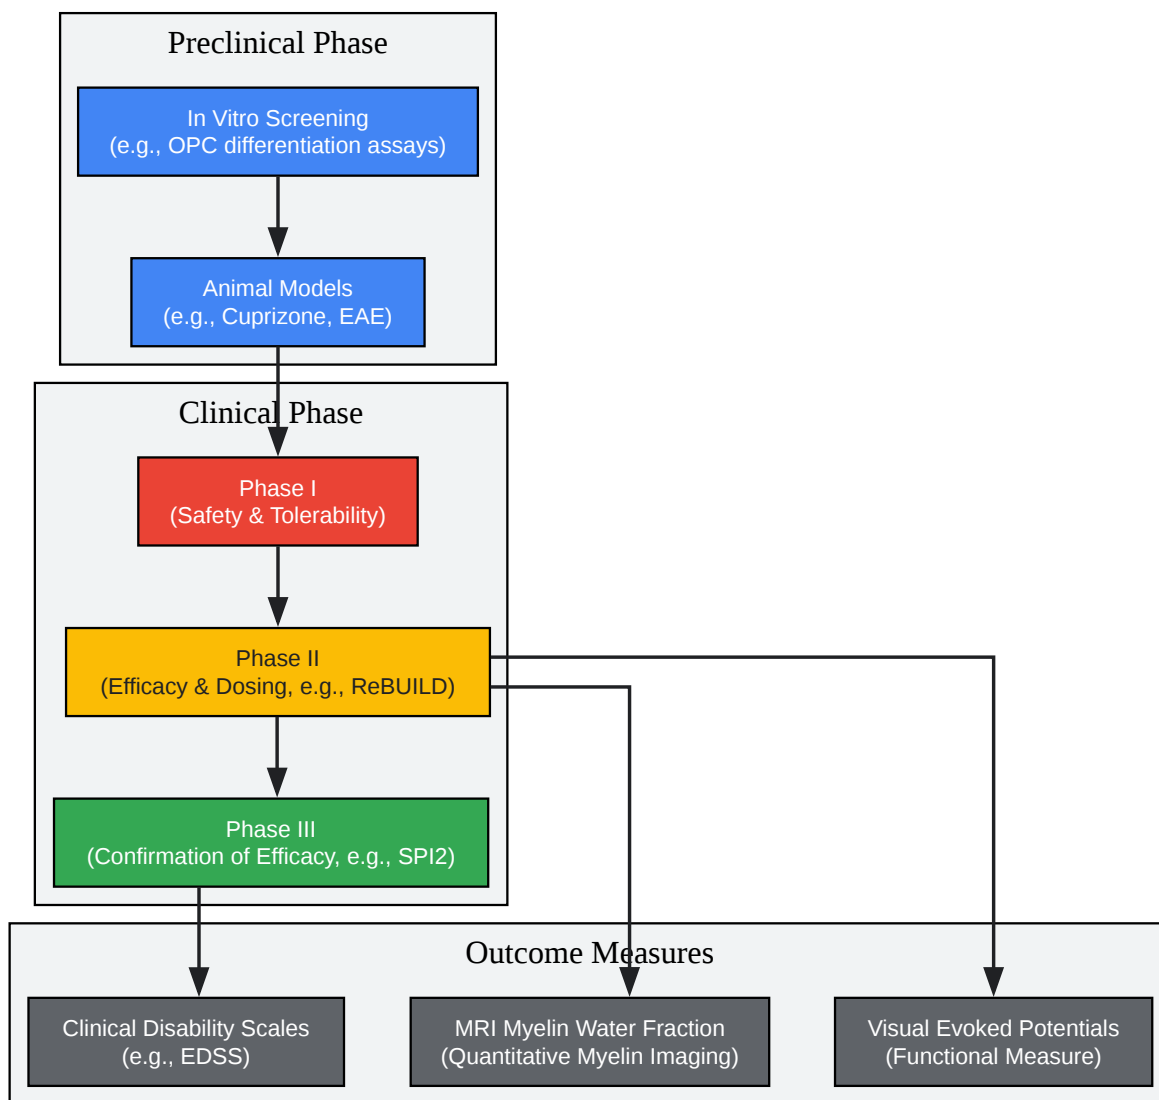 Preclinical Phase
In Vitro Screening
(e.g., OPC differentiation assays)
Animal Models
(e.g., Cuprizone, EAE)
Clinical Phase
Phase I
(Safety & Tolerability)
Phase II
(Efficacy & Dosing, e.g., ReBUILD)
Phase III
(Confirmation of Efficacy, e.g., SPI2)
Outcome Measures
Clinical Disability Scales
(e.g., EDSS)
MRI Myelin Water Fraction
(Quantitative Myelin Imaging)
Visual Evoked Potentials
(Functional Measure)